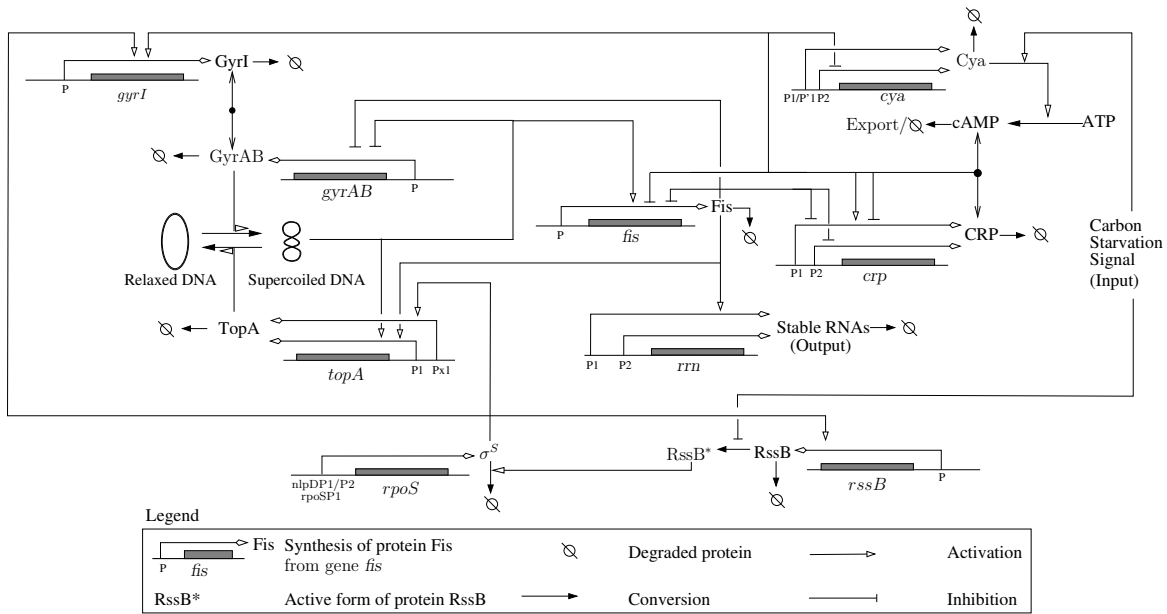 GyrI
P
gyrI
Cya
P1/P'1 P2
cya
Export/
cAMP
ATP
GyrAB
gyrAB
P
Fis
P
fis
CRP
P1 P2
crp
Carbon
Starvation
Signal
(Input)
Relaxed DNA
Supercoiled DNA
TopA
topA
P1 Px1
Stable RNAs
(Output)
P1 P2
rrn
σS
nlpDP1/P2
rpoSP1
rpoS
RssB*
RssB
rssB
P
Legend
Fis
P
fis
Synthesis of protein Fis
from gene fis
Degraded protein
Activation
RssB*
Active form of protein RssB
Conversion
Inhibition